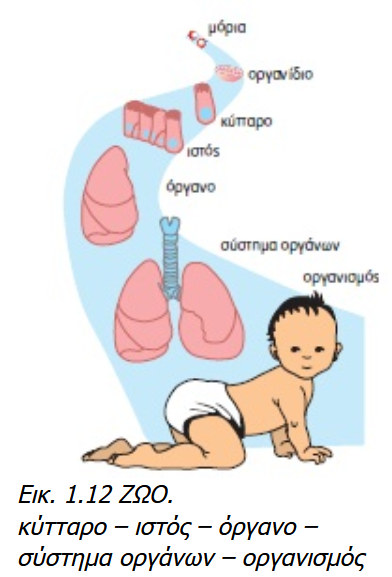 μόρια
οργανίδιο
κύτταρο
ιστός
όργανο
σύστημα οργάνων
οργανισμός
Εικ. 1.12 ΖΩΟ.
κύτταρο – ιστός – όργανο –
σύστημα οργάνων – οργανισμός